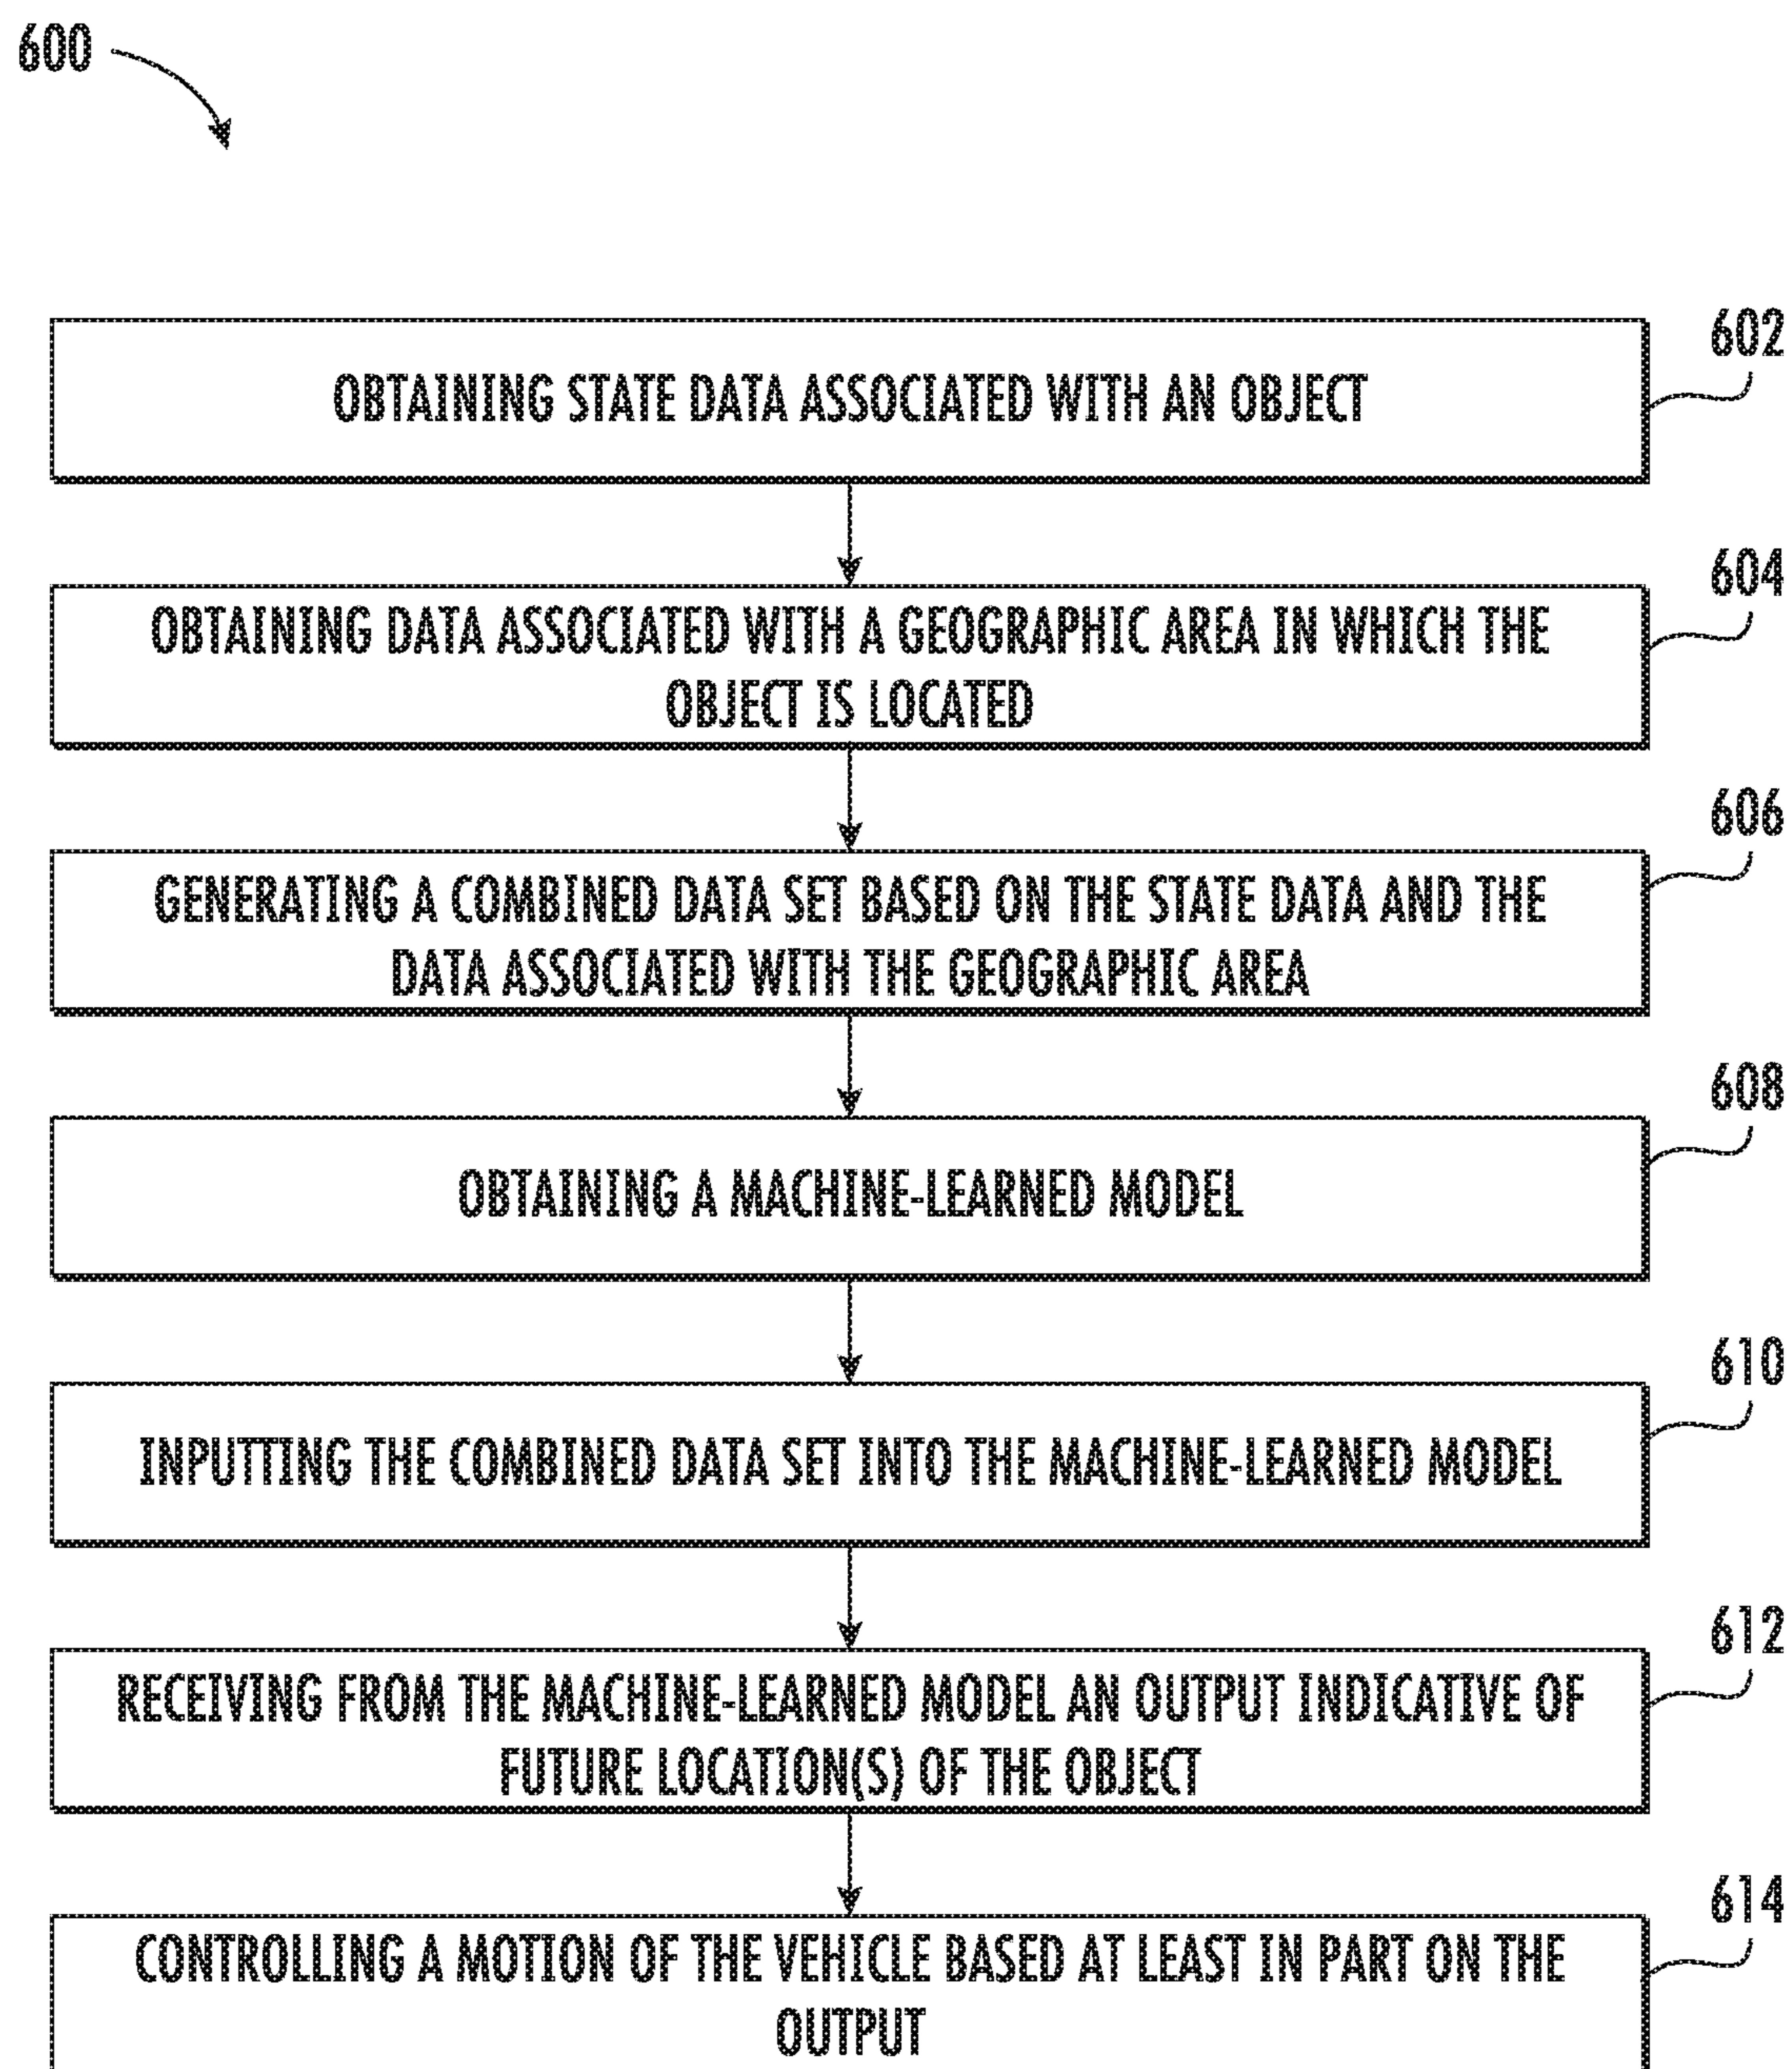 600
602
OBTAINING STATE DATA ASSOCIATED WITH AN OBJECT
604
OBTAINING DATA ASSOCIATED WITH A GEOGRAPHIC AREA IN WHICH THE
OBJECT IS LOCATED
606
GENERATING A COMBINED DATA SET BASED ON THE STATE DATA AND THE
DATA ASSOCIATED WITH THE GEOGRAPHIC AREA
608
OBTAINING A MACHINE-LEARNED MODEL
610
INPUTTING THE COMBINED DATA SET INTO THE MACHINE-LEARNED MODEL
612
RECEIVING FROM THE MACHINE-LEARNED MODEL AN OUTPUT INDICATIVE OF
FUTURE LOCATION(S) OF THE OBJECT
614
CONTROLLING A MOTION OF THE VEHICLE BASED AT LEAST IN PART ON THE
OUTPUT